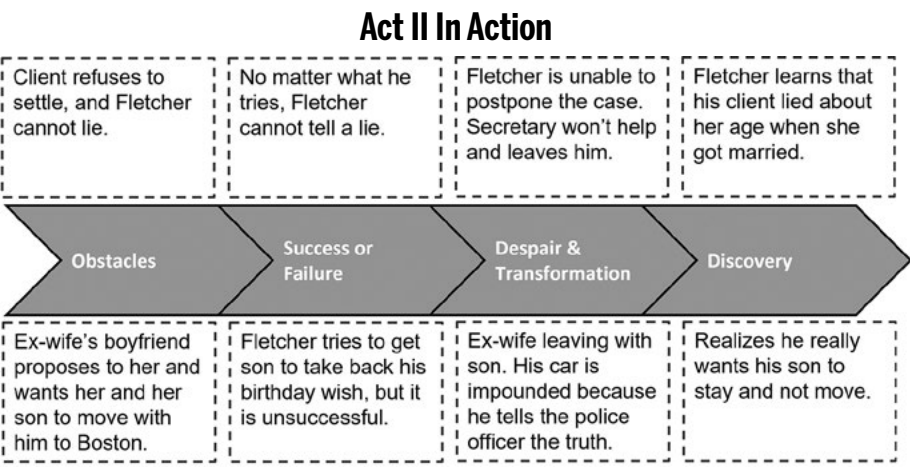 Act II In Action
Client refuses to
settle, and Fletcher
cannot lie.
No matter what he
tries, Fletcher
cannot tell a lie.
Fletcher is unable to
postpone the case.
Secretary won't help
and leaves him.
Fletcher learns that
his client lied about
her age when she
got married.
Obstacles
Success or
Failure
Despair &
Transformation
Discovery
Ex-wife's boyfriend
proposes to her and
wants her and her
son to move with
him to Boston.
Fletcher tries to get
son to take back his
birthday wish, but it
is unsuccessful.
Ex-wife leaving with
son. His car is
impounded because
he tells the police
officer the truth.
Realizes he really
wants his son to
stay and not move.